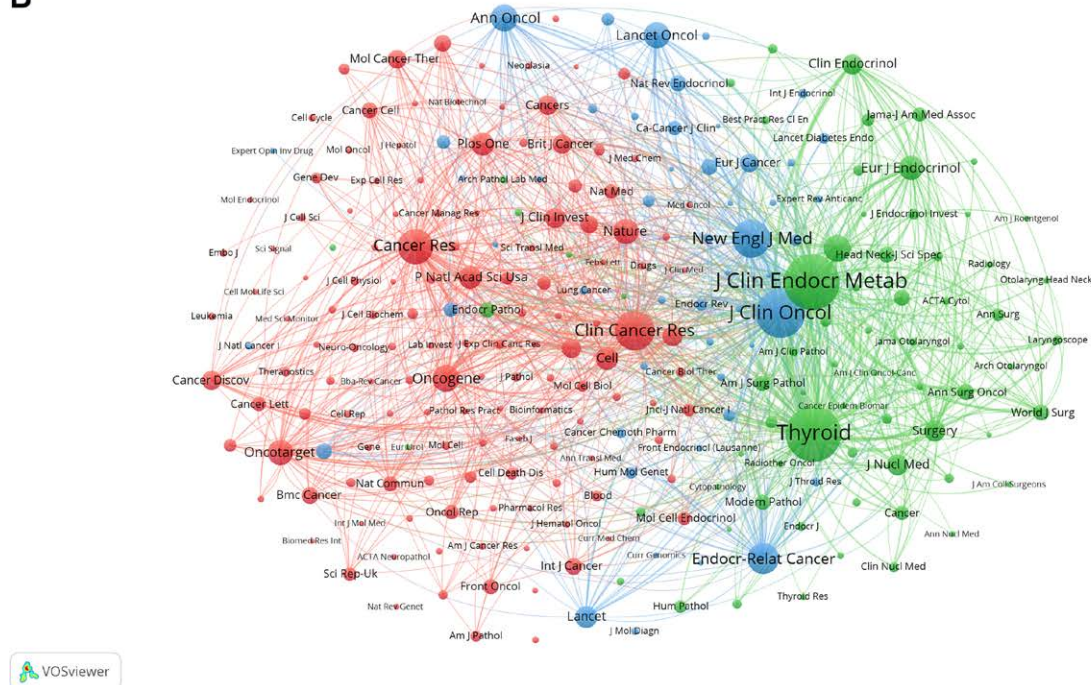 Ann Oncol
Lancet Oncol
Mol Cancer Ther
Neoplasia
Clin Endocrinol
Nat Rev Endocrinol
Int J Endocrinol
Nat Biotechnol
Cancers
Cancer Cell
Cell Cycle
Best Pract Res Cl En
Jama-J Am Med Assoc
Ca-Cancer J Clin
Lancet Diabetes Endo
Expert Opin Inv Drug
Mol Oncol
J Hepatol
Plos One
Brit J Cancer
J Med Chem
Eur J Cancer
Eur J Endocrinol
Gene Dev
Exp Cell Res
Arch Pathol Lab Med
Nat Med
Mol Endocrinol
Med Oncol
Expert Rev Anticanc
J Cell Sci
Cancer Manag Res
J Clin Invest
J Endocrinol Invest
Am J Roentgenol
Nature
New Engl J Med
Embo J
Sci Signal
Cancer Res
Sci Transl Med
Head Neck-J Sci Spec
Febs Lett
Drugs
J Clin Med
Radiology
Cell Mol Life Sci
J Cell Physiol
P Natl Acad Sci Usa
J Clin Endocr Metab
Otolaryng Head Neck
Lung Cancer
Endocr Rev
ACTA Cytol
Leukemia
Med Sci Monitor
J Cell Biochem
Endocr Pathol
J Clin Oncol
Ann Surg
Clin Cancer Res
J Natl Cancer I
Neuro-Oncology
Lab Invest
J Exp Clin Canc Res
Jama Otolaryngol
Laryngoscope
Am J Clin Pathol
Cell
Theranostics
Cancer Biol Ther
Am J Clin Oncol-Canc
Arch Otolaryngol
Cancer Discov
Bba-Rev Cancer
Oncogene
J Pathol
Mol Cell Biol
Am J Surg Pathol
Ann Surg Oncol
Cancer Lett
Cell Rep
Pathol Res Pract
Bioinformatics
Jnci-J Natl Cancer I
Cancer Epidem Biomar
World J Surg
Cancer Chemoth Pharm
Thyroid
Surgery
Oncotarget
Gene
Eur Urol
Mol Cell
Faseb J
Ann Transl Med
Front Endocrinol (Lausanne)
Radiother Oncol
J Nucl Med
Cell Death Dis
Hum Mol Genet
Nat Commun
Cytopathology
J Throid Res
J Am Coll Surgeons
Bmc Cancer
Blood
Modern Pathol
Oncol Rep
Pharmacol Res
Cancer
Int J Mol Med
J Hematol Oncol
Mol Cell Endocrinol
Endocr J
Biomed Res Int
Curr Med Chem
Ann Nucl Med
Am J Cancer Res
ACTA Neuropathol
Curr Genomics
Endocr-Relat Cancer
Int J Cancer
Clin Nucl Med
Sci Rep-Uk
Front Oncol
Thyroid Res
Nat Rev Genet
Lancet
Hum Pathol
Am J Pathol
J Mol Diagn
VOSviewer